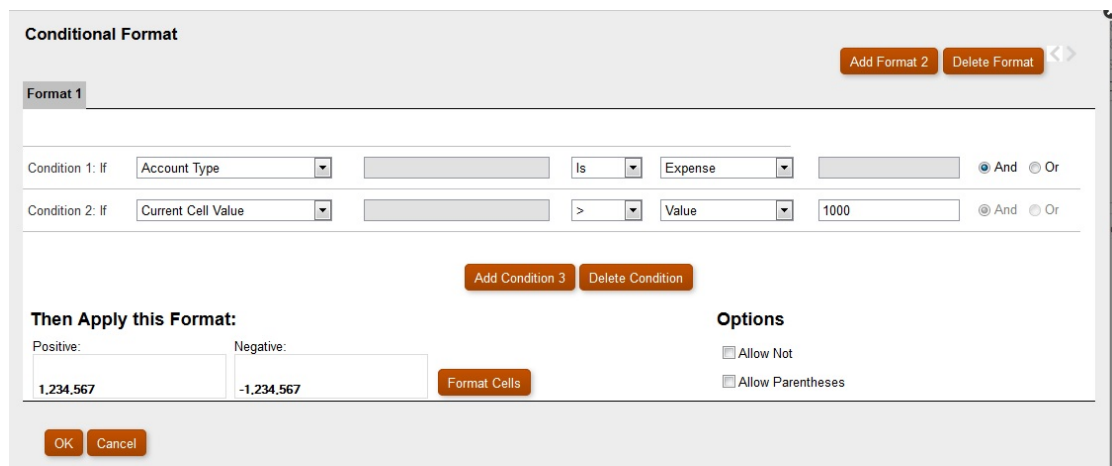 Conditional Format
Add Format 2 Delete Format
Format 1
Condition 1: If Account Type Is Expense And Or
Condition 2: If Current Cell Value > Value 1000 And Or
Add Condition 3 Delete Condition
Then Apply this Format: Options
Positive: Negative: Allow Not
1,234,567 -1,234,567 Format Cells Allow Parentheses
OK Cancel